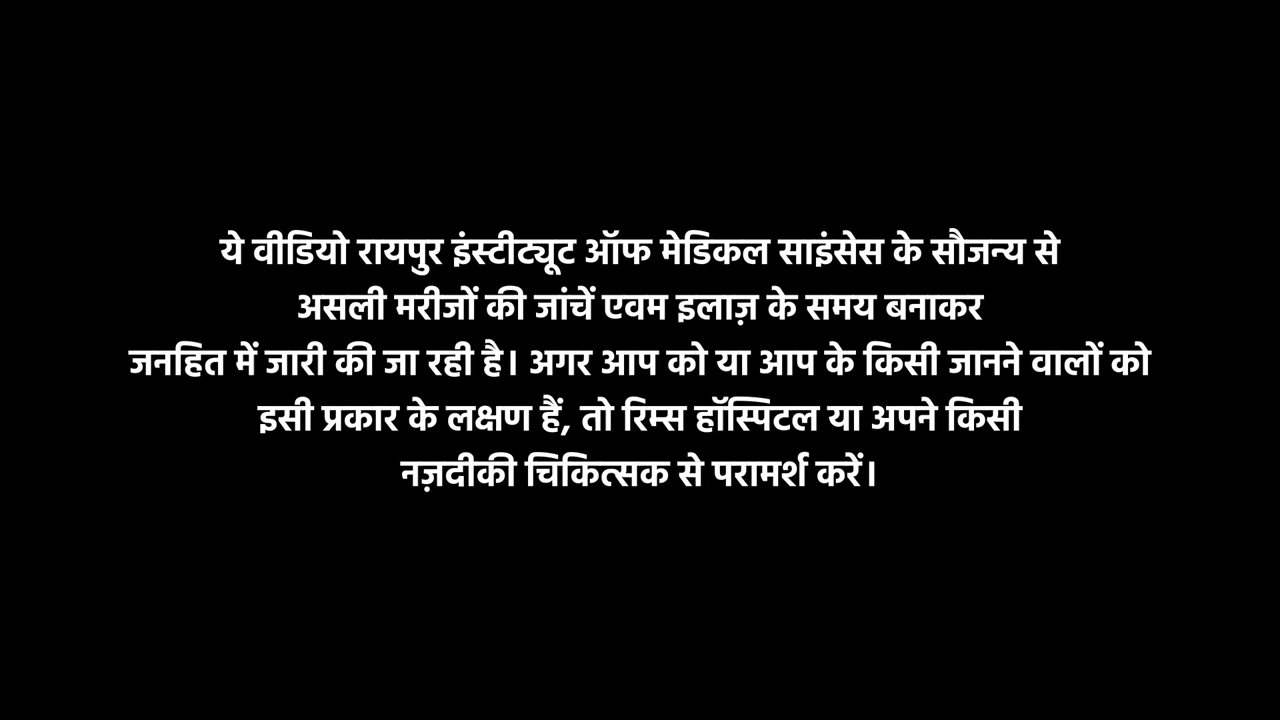 ये वीडियो रायपुर इंस्टीट्यूट ऑफ मेडिकल साइंसेस के सौजन्य से
असली मरीजों की जांचें एवम इलाज़ के समय बनाकर
जनहित में जारी की जा रही है। अगर आप को या आप के किसी जानने वालों को
इसी प्रकार के लक्षण हैं, तो रिम्स हॉस्पिटल या अपने किसी
नज़दीकी चिकित्सक से परामर्श करें।